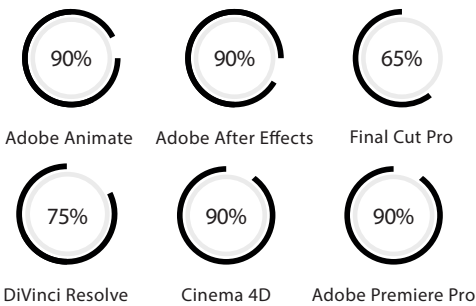 90% 90% 65%
Adobe Animate Adobe After Effects Final Cut Pro
75% 90% 90%
DiVinci Resolve Cinema 4D Adobe Premiere Pro